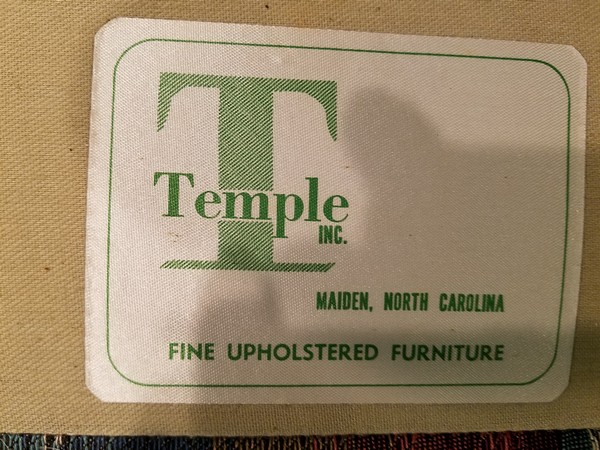 T
Temple
INC.
MAIDEN, NORTH CAROLINA
FINE UPHOLSTERED FURNITURE